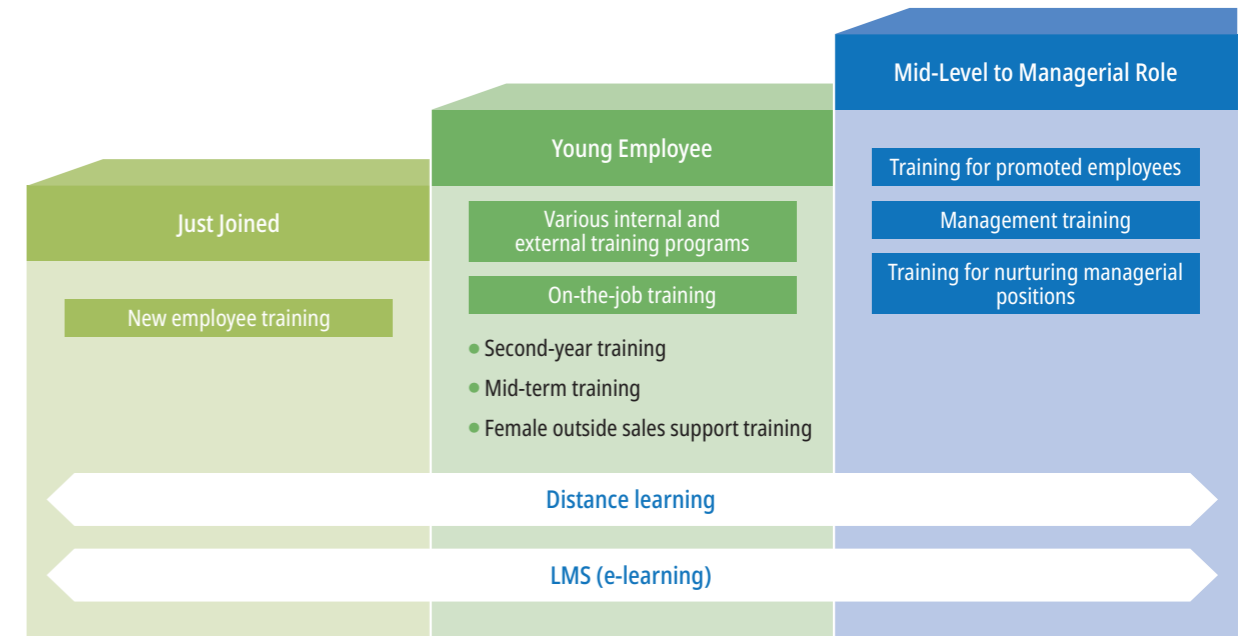 Just Joined
New employee training
Young Employee
Various internal and
external training programs
On-the-job training
Second-year training
Mid-term training
Female outside sales support training
Mid-Level to Managerial Role
Training for promoted employees
Management training
Training for nurturing managerial
positions
Distance learning
LMS (e-learning)